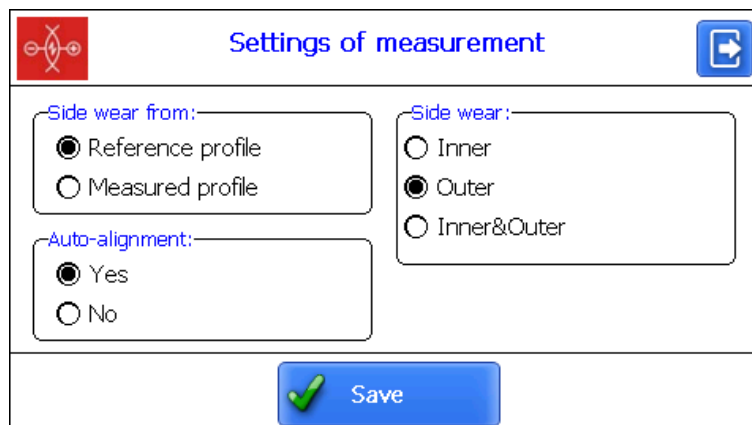 Settings of measurement
Side wear from:
Reference profile
Measured profile
Auto-alignment:
Yes
No
Side wear:
Inner
Outer
Inner&Outer
Save